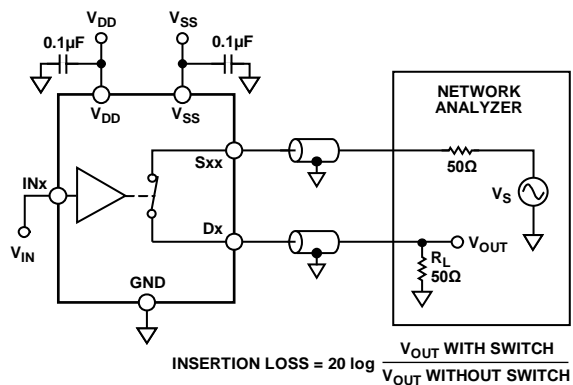 VDD
VSS
0.1µF
0.1µF
VDD
VSS
NETWORK
ANALYZER
Sxx
50Ω
VS
INx
Dx
VOUT
VIN
RL
50Ω
GND
INSERTION LOSS = 20 log VOUT WITH SWITCH
VOUT WITHOUT SWITCH